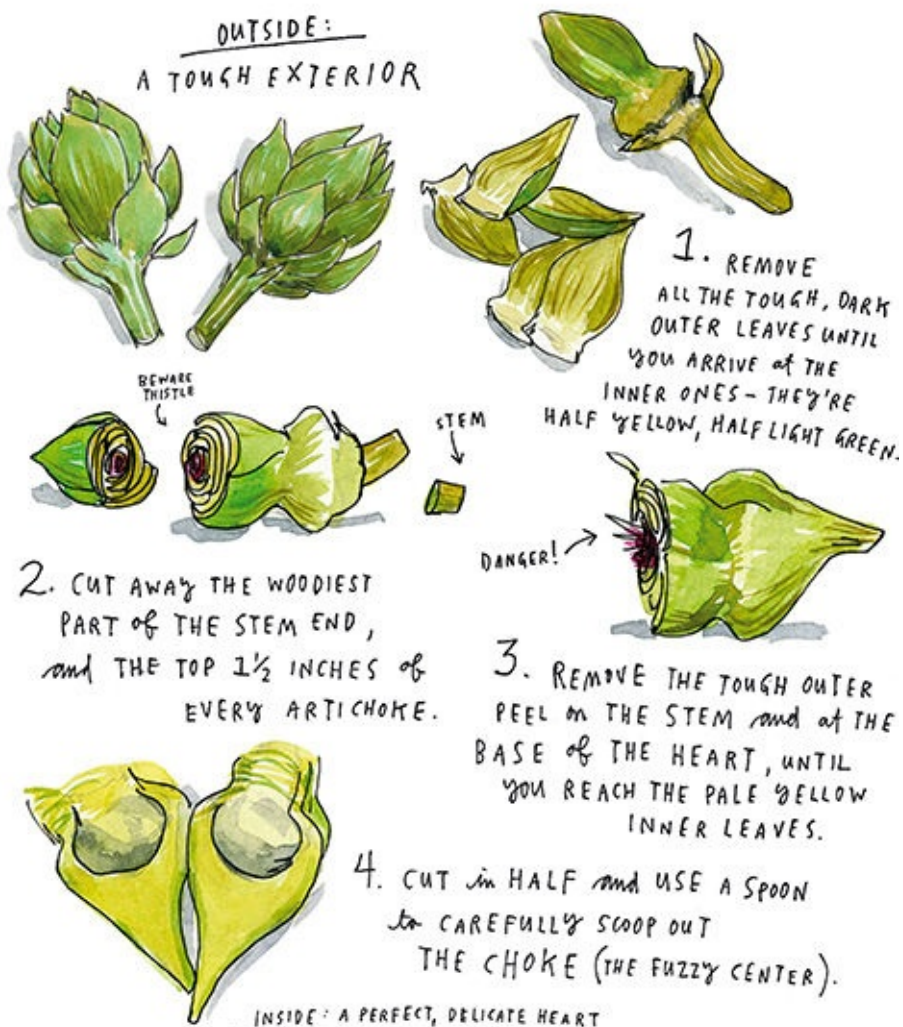 OUTSIDE:
A TOUGH EXTERIOR
1. REMOVE
ALL THE TOUGH, DARK
OUTER LEAVES UNTIL
YOU ARRIVE at THE
INNER ONES - THEY'RE
HALF YELLOW, HALF LIGHT GREEN.
BEWARE
THISTLE
STEM
2. CUT AWAY THE WOODIEST
PART of THE STEM END,
and THE TOP 1½ INCHES of
EVERY ARTICHOKE.
DANGER!
3. REMOVE THE TOUGH OUTER
PEEL on THE STEM and at THE
BASE of THE HEART, UNTIL
YOU REACH THE PALE YELLOW
INNER LEAVES.
4. CUT in HALF and USE A SPOON
to CAREFULLY SCOOP OUT
THE CHOKE (THE FUZZY CENTER).
INSIDE: A PERFECT, DELICATE HEART